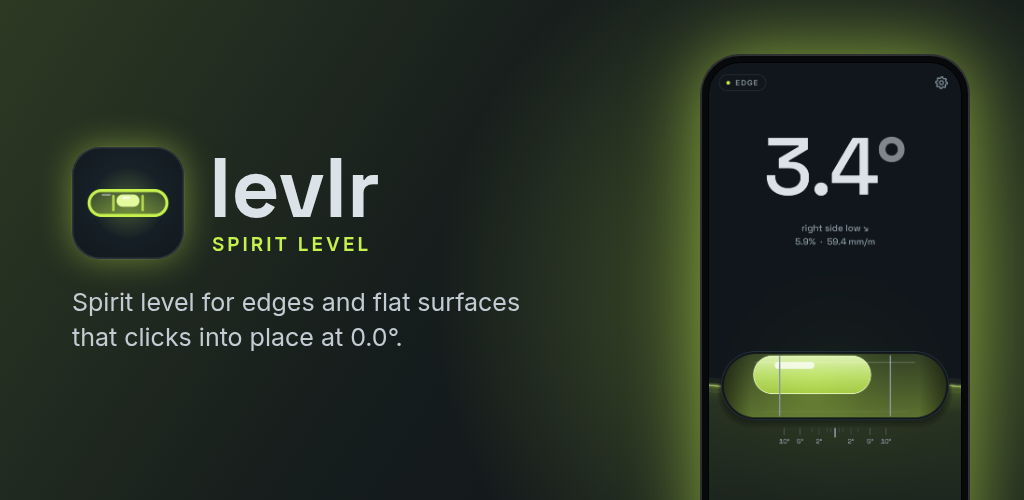 levlr
SPIRIT LEVEL
Spirit level for edges and flat surfaces
that clicks into place at 0.0°.
EDGE
3.4°
right side low ↘
5.9% · 59.4 mm/m